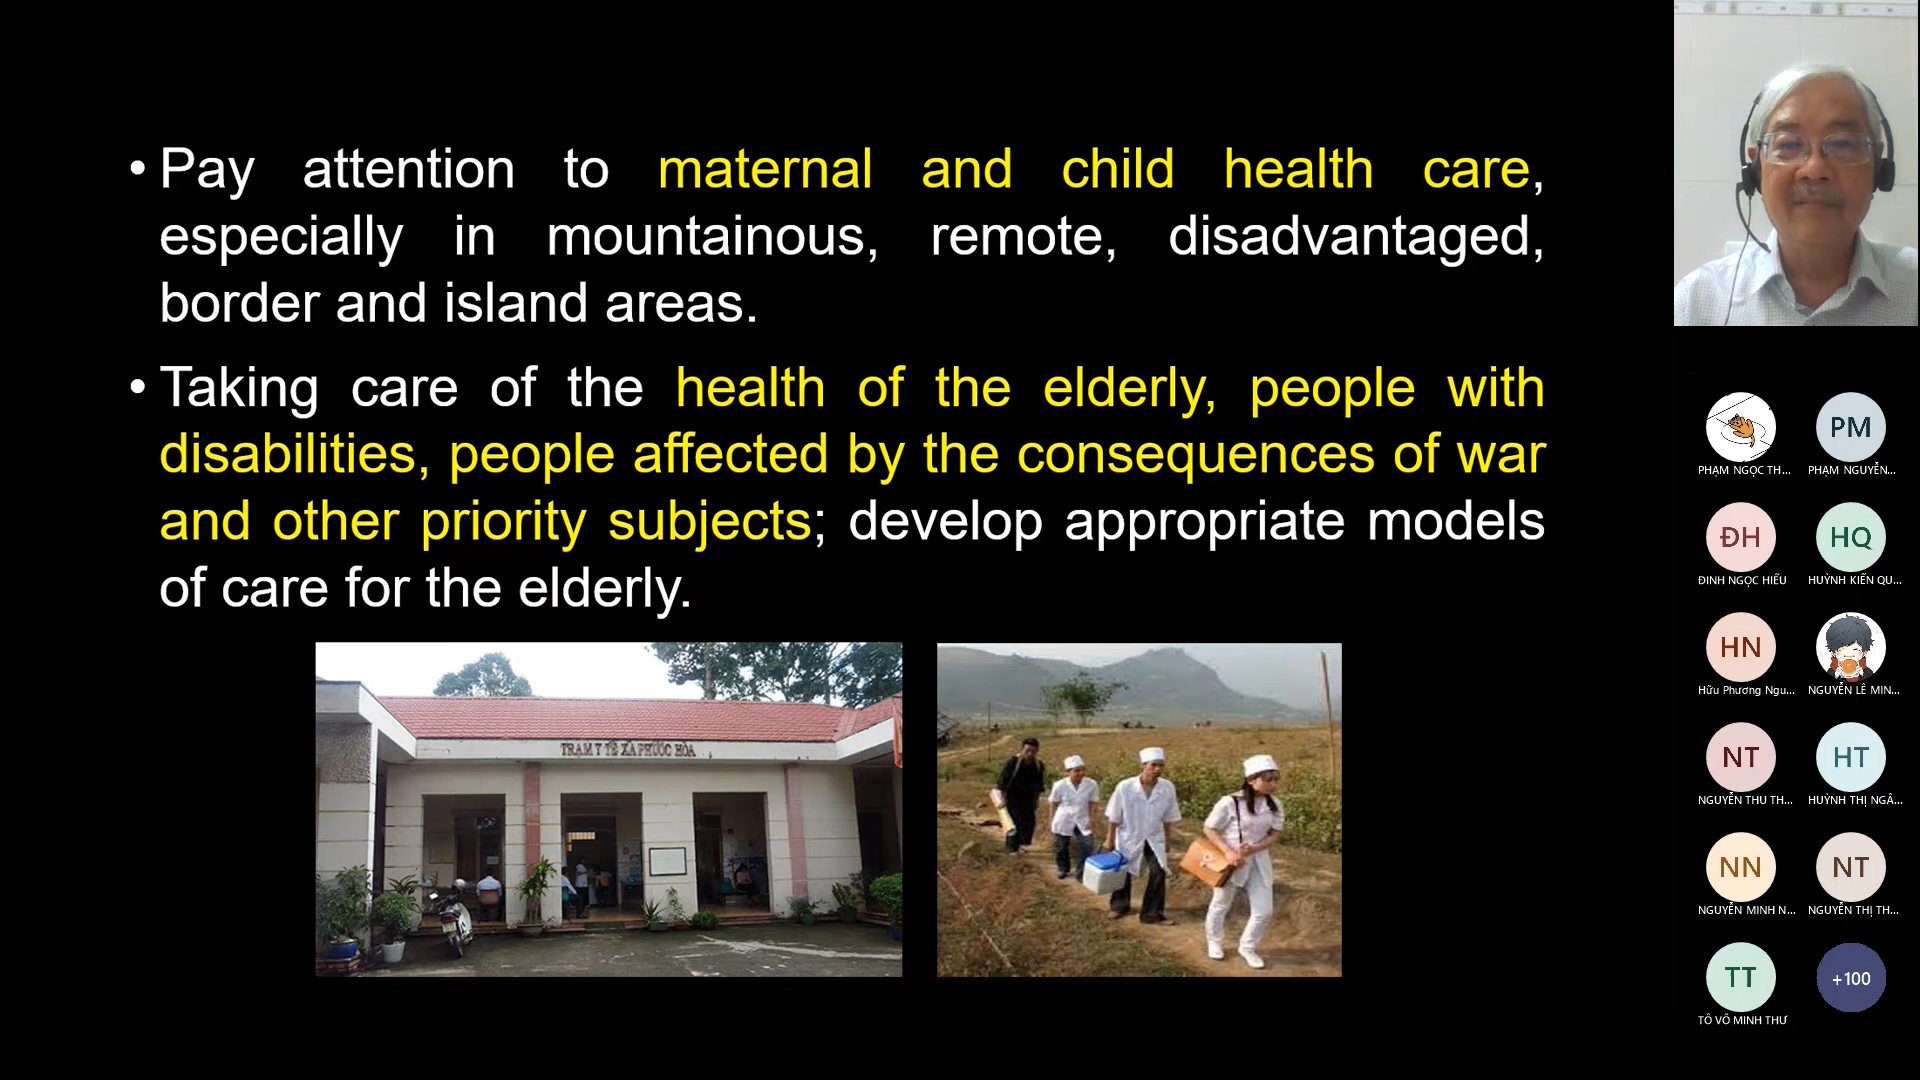 • Pay attention to maternal and child health care,
especially in mountainous, remote, disadvantaged,
border and island areas.
• Taking care of the health of the elderly, people with
disabilities, people affected by the consequences of war
and other priority subjects; develop appropriate models
of care for the elderly.
TRẠM Y TẾ XÃ PHƯỚC HÒA
PHẠM NGỌC TH...
PM
PHẠM NGUYỄN...
ĐH
ĐINH NGỌC HIẾU
HQ
HUỲNH KIẾN QU...
HN
Hữu Phương Ngu...
NGUYỄN LÊ MIN...
NT
NGUYỄN THU TH...
HT
HUỲNH THỊ NGÂ...
NN
NGUYỄN MINH N...
NT
NGUYỄN THỊ TH...
TT
TÔ VÕ MINH THƯ
+100